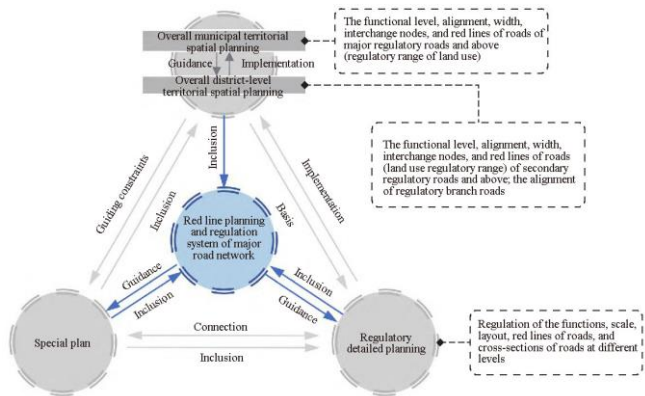 Overall municipal territorial
spatial planning
Guidance
Implementation
Overall district-level
territorial spatial planning
The functional level, alignment, width,
interchange nodes, and red lines of roads of
major regulatory roads and above
(regulatory range of land use)
The functional level, alignment, width,
interchange nodes, and red lines of roads
(land use regulatory range) of secondary
regulatory roads and above; the alignment
of regulatory branch roads
Inclusion
Guiding constraints
Inclusion
Implementation
Basis
Red line planning
and regulation
system of major
road network
Guidance
Inclusion
Inclusion
Guidance
Special plan
Connection
Inclusion
Regulatory
detailed planning
Regulation of the functions, scale,
layout, red lines of roads, and
cross-sections of roads at different
levels